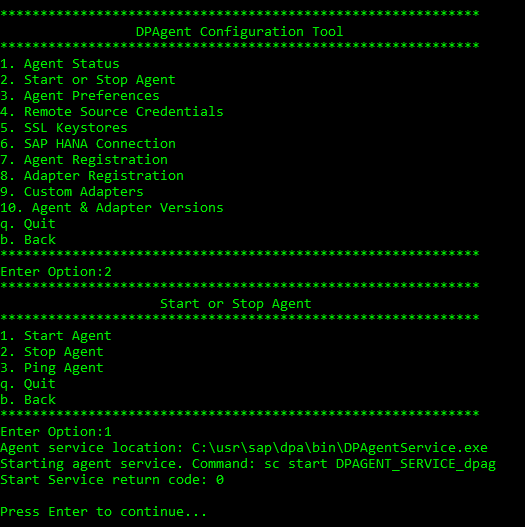 ************************************************************
DPAgent Configuration Tool
************************************************************
1. Agent Status
2. Start or Stop Agent
3. Agent Preferences
4. Remote Source Credentials
5. SSL Keystores
6. SAP HANA Connection
7. Agent Registration
8. Adapter Registration
9. Custom Adapters
10. Agent & Adapter Versions
q. Quit
b. Back
************************************************************
Enter Option:2
************************************************************
Start or Stop Agent
************************************************************
1. Start Agent
2. Stop Agent
3. Ping Agent
q. Quit
b. Back
************************************************************
Enter Option:1
Agent service location: C:\usr\sap\dpa\bin\DPAgentService.exe
Starting agent service. Command: sc start DPAGENT_SERVICE_dpag
Start Service return code: 0
Press Enter to continue...